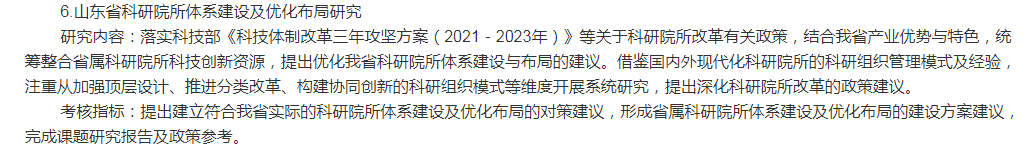 6.山东省科研院所体系建设及优化布局研究
研究内容：落实科技部《科技体制改革三年攻坚方案（2021－2023年）》等关于科研院所改革有关政策，结合我省产业优势与特色，统
筹整合省属科研院所科技创新资源，提出优化我省科研院所体系建设与布局的建议。借鉴国内外现代化科研院所的科研组织管理模式及经验，
注重从加强顶层设计、推进分类改革、构建协同创新的科研组织模式等维度开展系统研究，提出深化科研院所改革的政策建议。
考核指标：提出建立符合我省实际的科研院所体系建设及优化布局的对策建议，形成省属科研院所体系建设及优化布局的建设方案建议，
完成课题研究报告及政策参考。